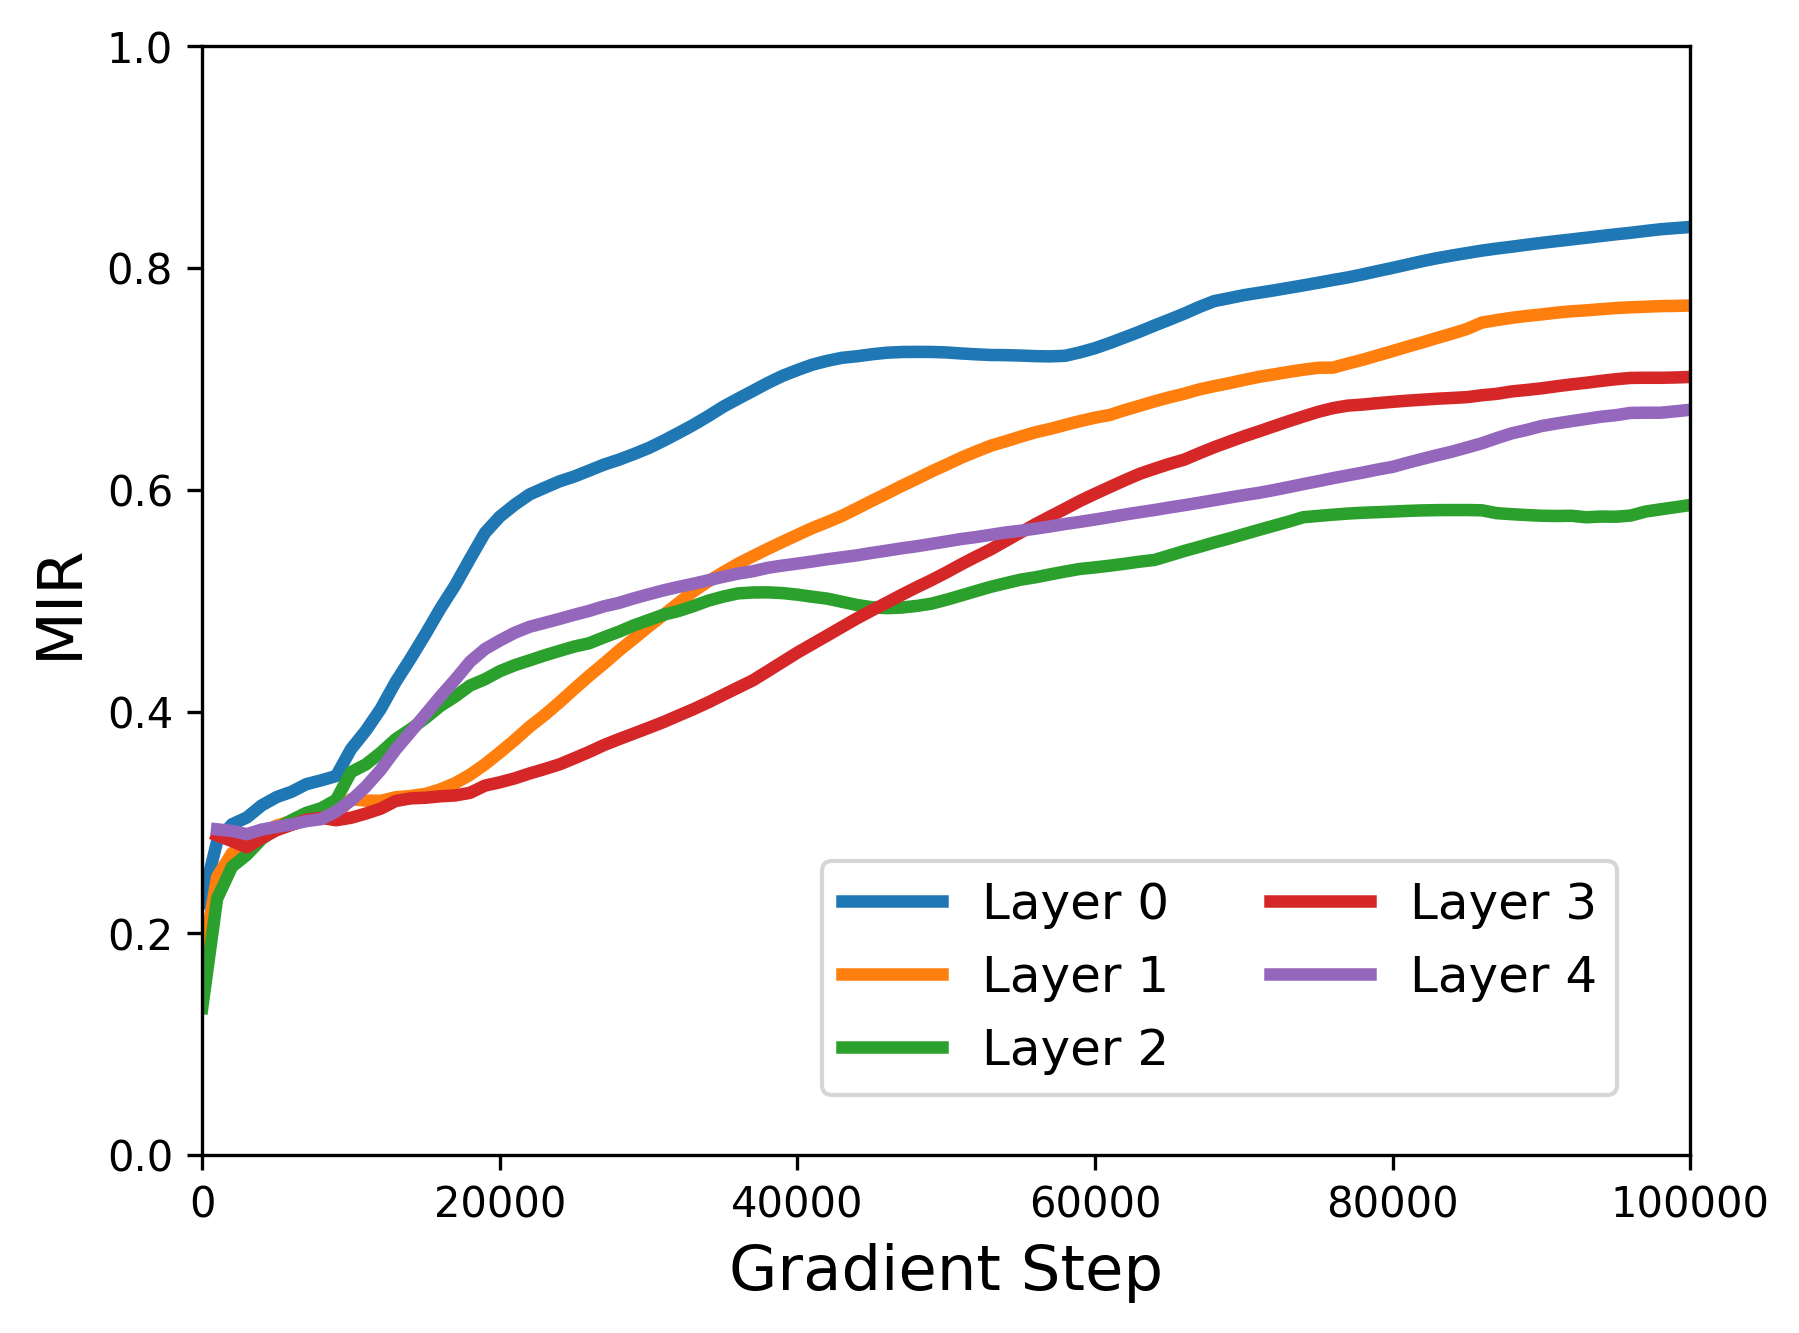 1.0
0.8
0.6
0.4
0.2
0.0
MIR
0 20000 40000 60000 80000 100000
Gradient Step
Layer 0
Layer 1
Layer 2
Layer 3
Layer 4